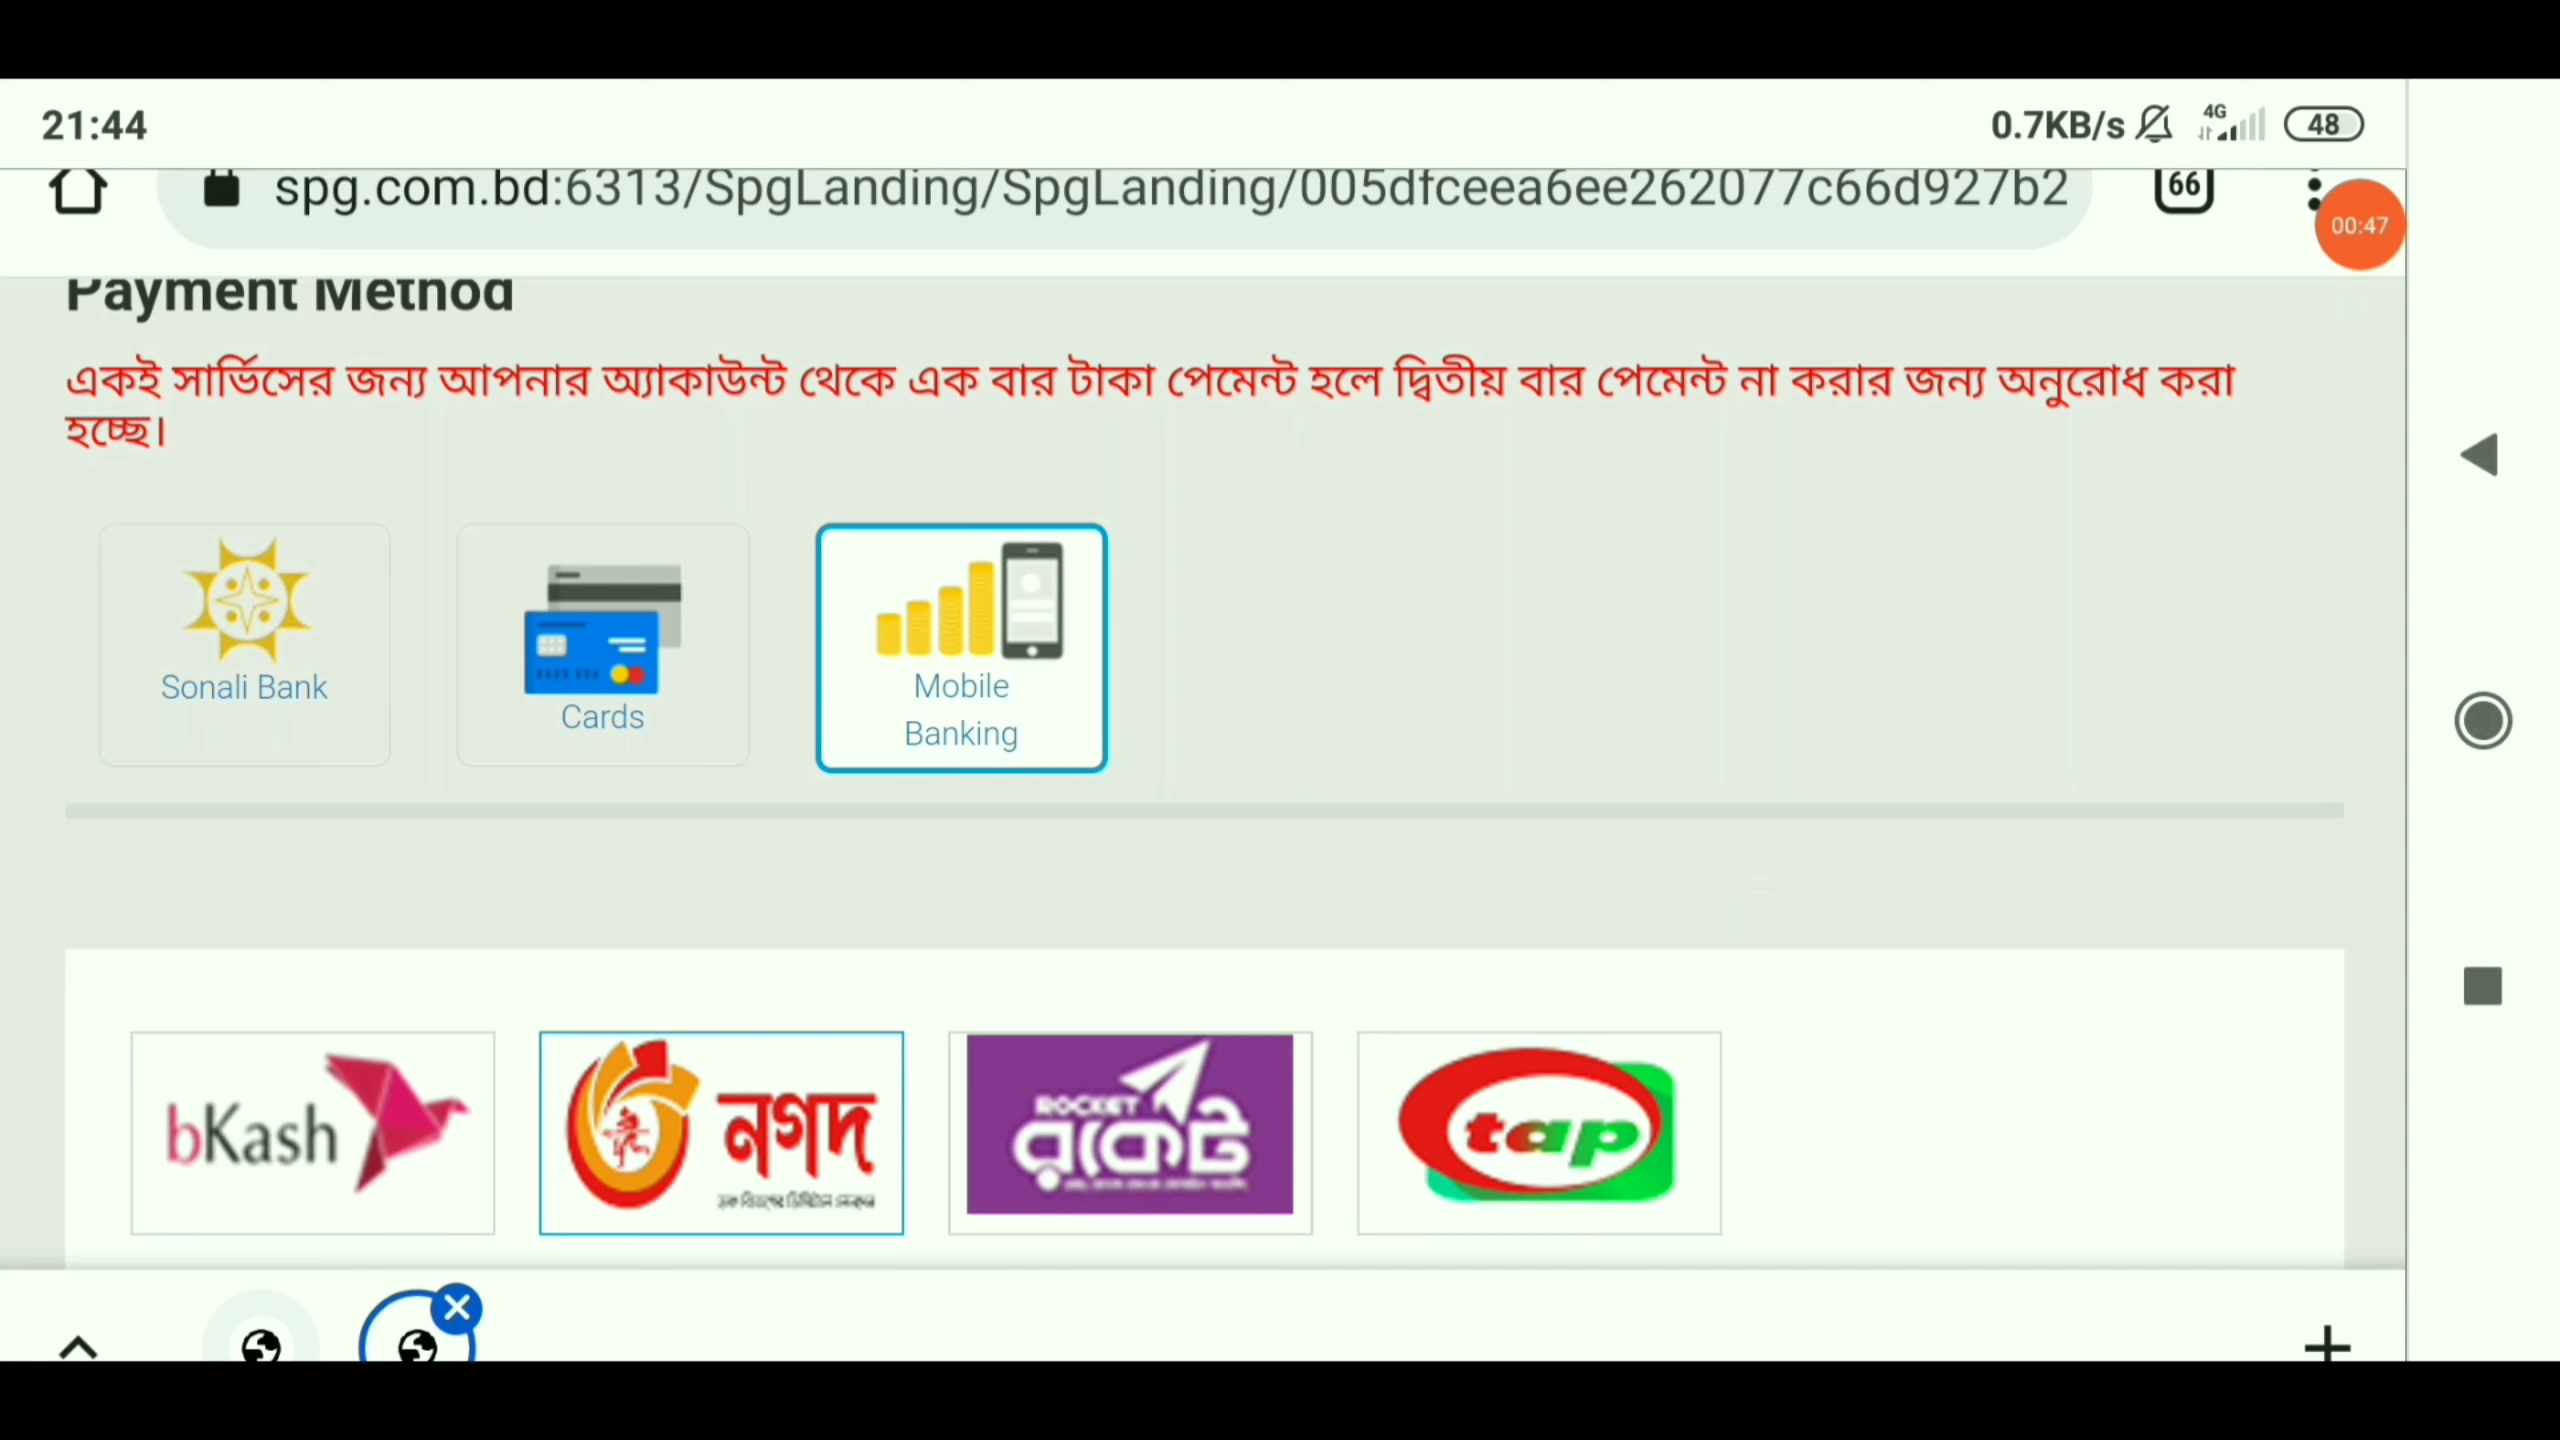 21:44
0.7KB/s 4G 48
spg.com.bd:6313/SpgLanding/SpgLanding/005dfceea6ee262077c66d927b2
66
00:47
Payment Method
একই সার্ভিসের জন্য আপনার অ্যাকাউন্ট থেকে এক বার টাকা পেমেন্ট হলে দ্বিতীয় বার পেমেন্ট না করার জন্য অনুরোধ করা
হচ্ছে।
Sonali Bank
Cards
Mobile
Banking
bKash
নগদ
ডাক বিভাগের ডিজিটাল লেনদেন
ROCKET
রকেট
tap